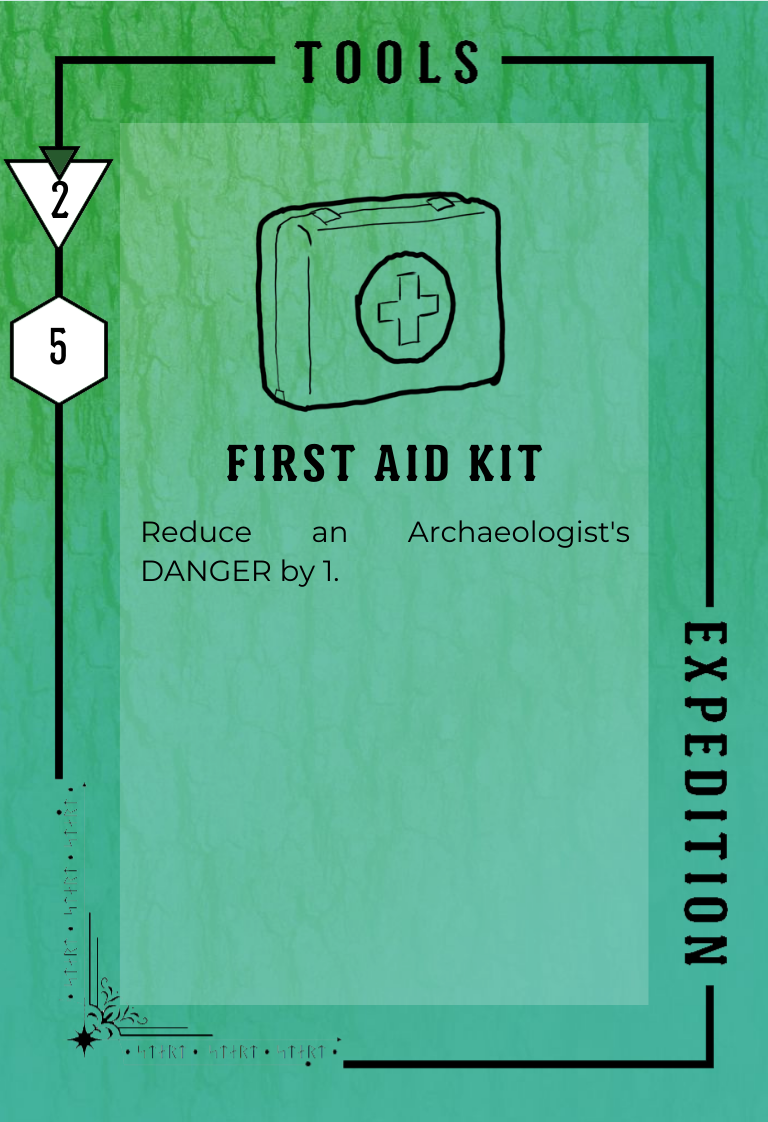 TOOLS
2
5
FIRST AID KIT
Reduce an Archaeologist's
DANGER by 1.
EXPEDITION